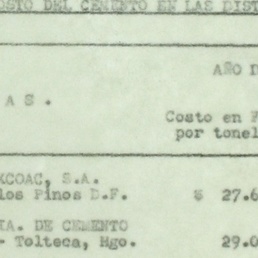 COSTO DEL CEMENTO EN LAS DIST
AÑO D
A S .
Costo en P
por tonel
XCOAC, S.A.
los Pinos D.F. $ 27.6
IA. DE CEMENTO
- Tolteca, Hgo. 29.0